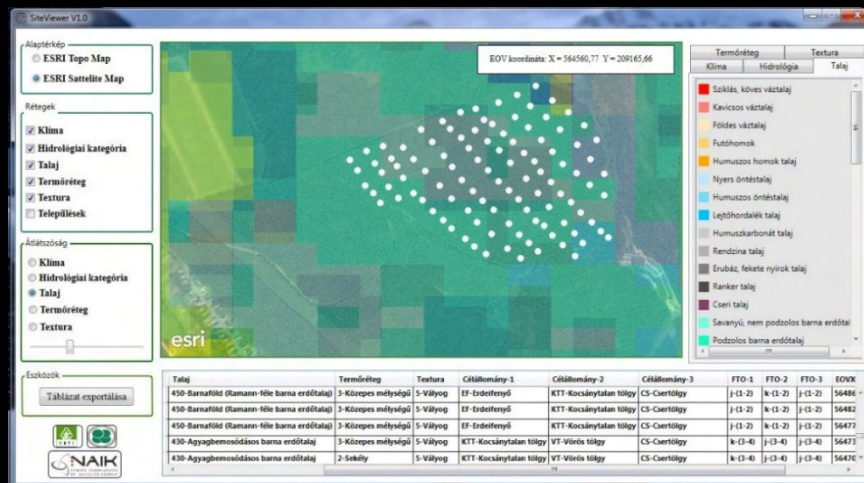 SiteViewer V1.0
Alaptérkép
ESRI Topo Map
ESRI Sattelite Map
Rétegek
Klíma
Hidrológiai kategória
Talaj
Termőréteg
Textura
Települések
Átlátszóság
Klíma
Hidrológiai kategória
Talaj
Termőréteg
Textura
Eszközök
Táblázat exportálása
NAIK
EOV koordináta: X = 564560,77 Y = 209165,66
esri
Termőréteg Textura
Klíma Hidrológia Talaj
Sziklás, köves váztalaj
Kavicsos váztalaj
Földes váztalaj
Futóhomok
Humuszos homok talaj
Nyers öntéstalaj
Humuszos öntéstalaj
Lejtőhordalék talaj
Humuszkarbonát talaj
Rendzina talaj
Erubáz, fekete nyirok talaj
Ranker talaj
Cseri talaj
Savanyú, nem podzolos barna erdőtal
Podzolos barna erdőtalaj
Talaj Termőréteg Textura Célállomány-1 Célállomány-2 Célállomány-3 FTO-1 FTO-2 FTO-3 EOVX
450-Barnaföld (Ramann-féle barna erdőtalaj) 3-Közepes mélységű 5-Vályog EF-Erdeifenyő KTT-Kocsánytalan tölgy CS-Csertölgy j-(1-2) k-(1-2) j-(1-2) 56486
450-Barnaföld (Ramann-féle barna erdőtalaj) 3-Közepes mélységű 5-Vályog EF-Erdeifenyő KTT-Kocsánytalan tölgy CS-Csertölgy j-(1-2) k-(1-2) j-(1-2) 56482
450-Barnaföld (Ramann-féle barna erdőtalaj) 3-Közepes mélységű 5-Vályog EF-Erdeifenyő KTT-Kocsánytalan tölgy CS-Csertölgy j-(1-2) k-(1-2) j-(1-2) 56477
430-Agyagbemosódásos barna erdőtalaj 3-Közepes mélységű 5-Vályog KTT-Kocsánytalan tölgy VT-Vörös tölgy CS-Csertölgy k-(3-4) j-(3-4) j-(3-4) 56473
430-Agyagbemosódásos barna erdőtalaj 2-Sekély 5-Vályog KTT-Kocsánytalan tölgy VT-Vörös tölgy CS-Csertölgy k-(3-4) j-(3-4) j-(3-4) 56470